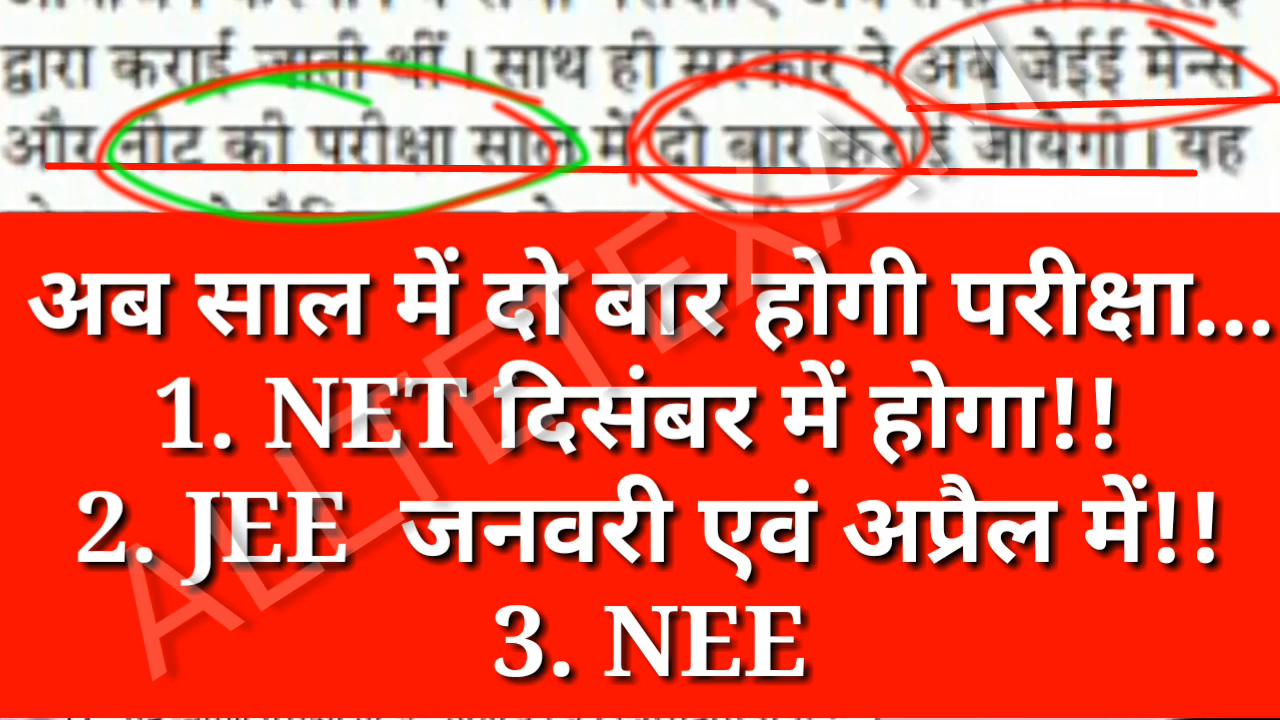 द्वारा कराई जाती थीं। साथ ही सरकार ने अब जेईई मेन्स
और नीट की परीक्षा साल में दो बार कराई जायेगी। यह
अब साल में दो बार होगी परीक्षा...
1. NET दिसंबर में होगा!!
2. JEE जनवरी एवं अप्रैल में!!
3. NEE
ALLTETEXAM